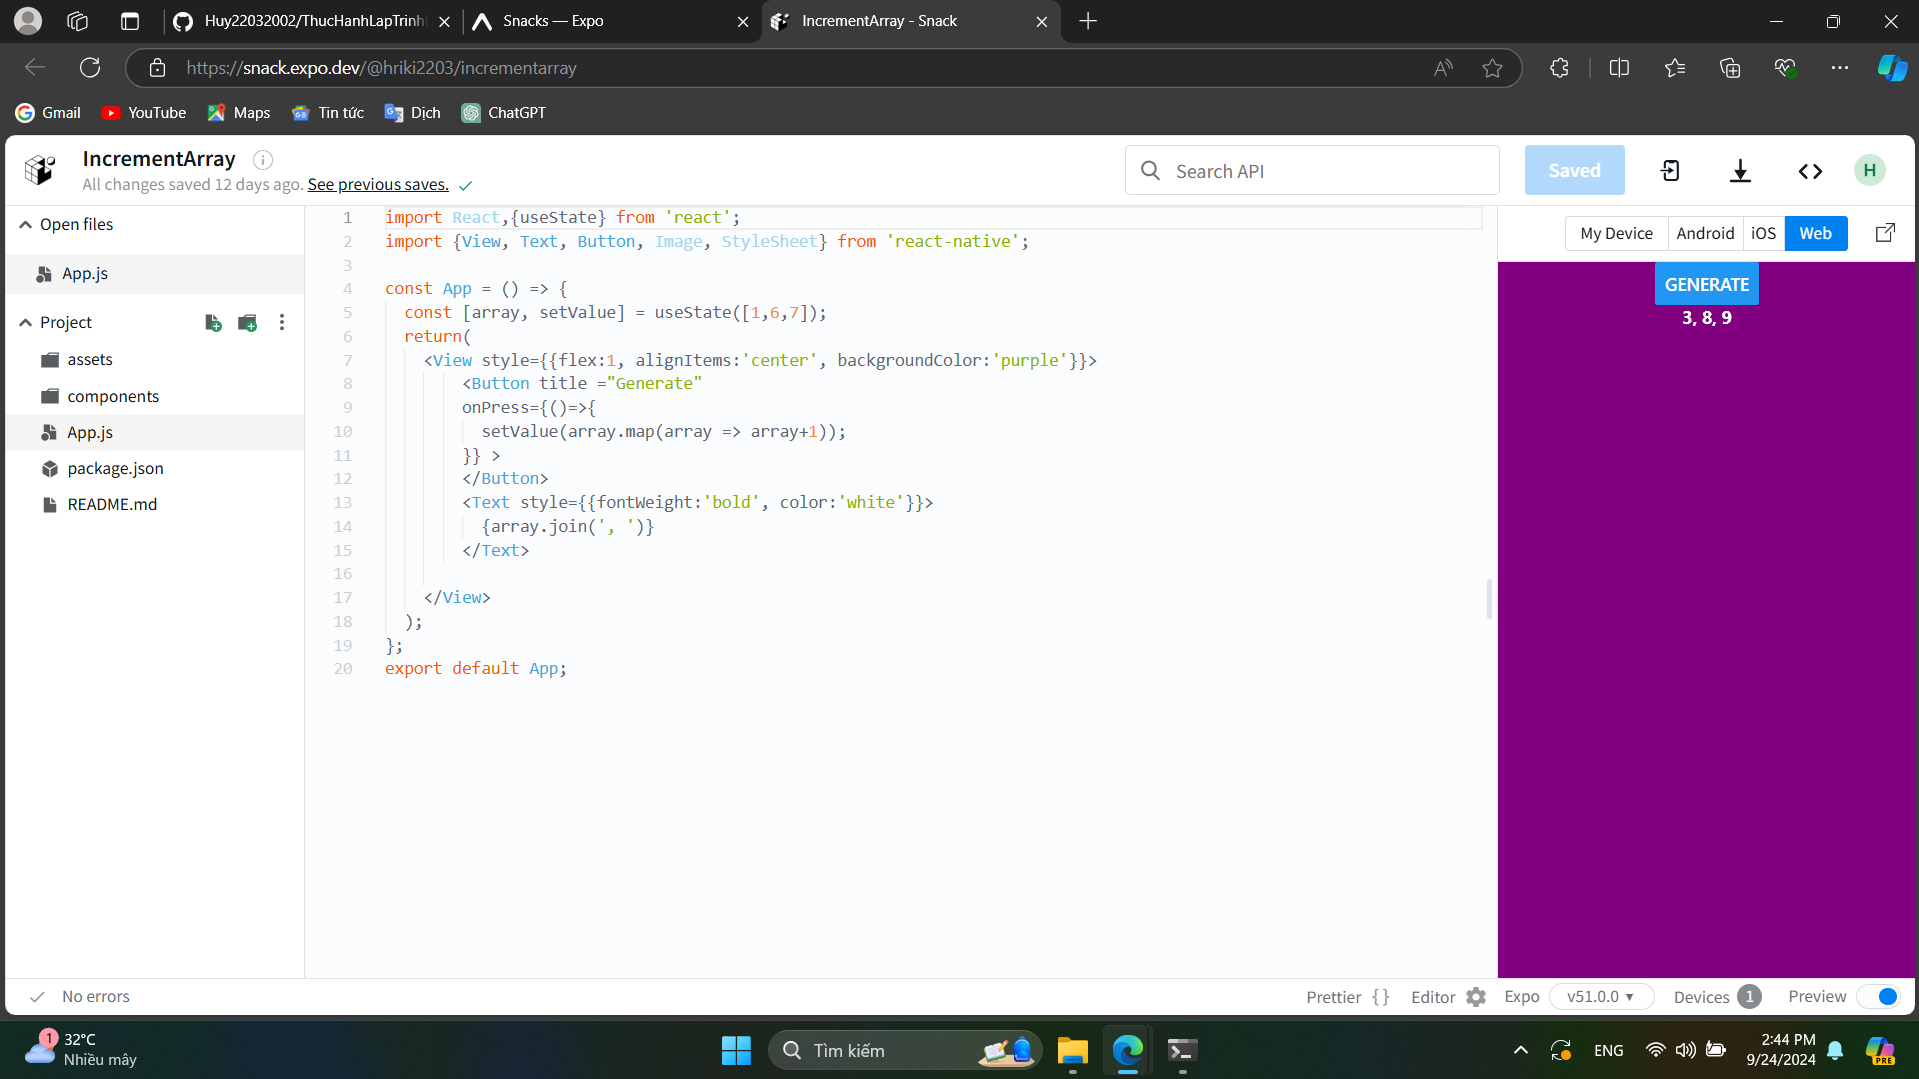 Huy22032002/ThucHanhLapTrinh
Snacks — Expo
IncrementArray - Snack
https://snack.expo.dev/@hriki2203/incrementarray
Gmail
YouTube
Maps
Tin tức
Dịch
ChatGPT
IncrementArray
All changes saved 12 days ago. See previous saves.
Search API
Saved
H
Open files
App.js
Project
assets
components
App.js
package.json
README.md
1 import React,{useState} from 'react';
2 import {View, Text, Button, Image, StyleSheet} from 'react-native';
3
4 const App = () => {
5 const [array, setValue] = useState([1,6,7]);
6 return(
7 <View style={{flex:1, alignItems:'center', backgroundColor:'purple'}}>
8 <Button title ="Generate"
9 onPress={()=>{
10 setValue(array.map(array => array+1));
11 }} >
12 </Button>
13 <Text style={{fontWeight:'bold', color:'white'}}>
14 {array.join(', ')}
15 </Text>
16
17 </View>
18 );
19 };
20 export default App;
My Device
Android
iOS
Web
GENERATE
3, 8, 9
No errors
Prettier { }
Editor
Expo
v51.0.0
Devices 1
Preview
1
32°C
Nhiều mây
Tìm kiếm
ENG
2:44 PM
9/24/2024
PRE